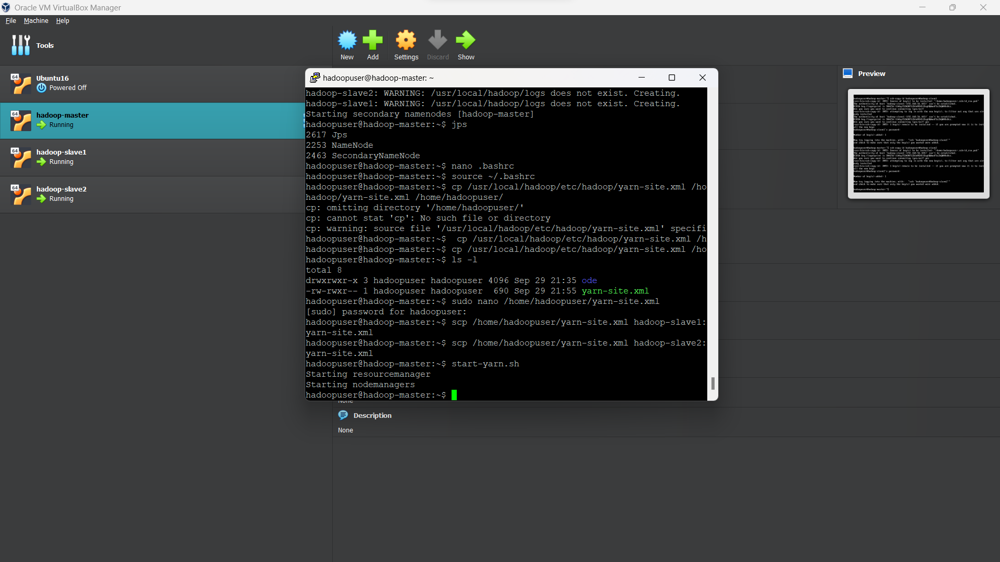 Oracle VM VirtualBox Manager
File Machine Help
Tools
New Add Settings Discard Show
64 Ubuntu16
Powered Off
64 hadoop-master
Running
64 hadoop-slave1
Running
64 hadoop-slave2
Running
hadoopuser@hadoop-master: ~
hadoop-slave2: WARNING: /usr/local/hadoop/logs does not exist. Creating.
hadoop-slave1: WARNING: /usr/local/hadoop/logs does not exist. Creating.
Starting secondary namenodes [hadoop-master]
hadoopuser@hadoop-master:~$ jps
2617 Jps
2253 NameNode
2463 SecondaryNameNode
hadoopuser@hadoop-master:~$ nano .bashrc
hadoopuser@hadoop-master:~$ source ~/.bashrc
hadoopuser@hadoop-master:~$ cp /usr/local/hadoop/etc/hadoop/yarn-site.xml /ho
hadoop/yarn-site.xml /home/hadoopuser/
cp: omitting directory '/home/hadoopuser/'
cp: cannot stat 'cp': No such file or directory
cp: warning: source file '/usr/local/hadoop/etc/hadoop/yarn-site.xml' specifi
hadoopuser@hadoop-master:~$  cp /usr/local/hadoop/etc/hadoop/yarn-site.xml /h
hadoopuser@hadoop-master:~$ cp /usr/local/hadoop/etc/hadoop/yarn-site.xml /ho
hadoopuser@hadoop-master:~$ ls -l
total 8
drwxrwxr-x 3 hadoopuser hadoopuser 4096 Sep 29 21:35 ode
-rw-rwxr-- 1 hadoopuser hadoopuser  690 Sep 29 21:55 yarn-site.xml
hadoopuser@hadoop-master:~$ sudo nano /home/hadoopuser/yarn-site.xml
[sudo] password for hadoopuser:
hadoopuser@hadoop-master:~$ scp /home/hadoopuser/yarn-site.xml hadoop-slave1:
yarn-site.xml
hadoopuser@hadoop-master:~$ scp /home/hadoopuser/yarn-site.xml hadoop-slave2:
yarn-site.xml
hadoopuser@hadoop-master:~$ start-yarn.sh
Starting resourcemanager
Starting nodemanagers
hadoopuser@hadoop-master:~$
None
Description
None
Preview